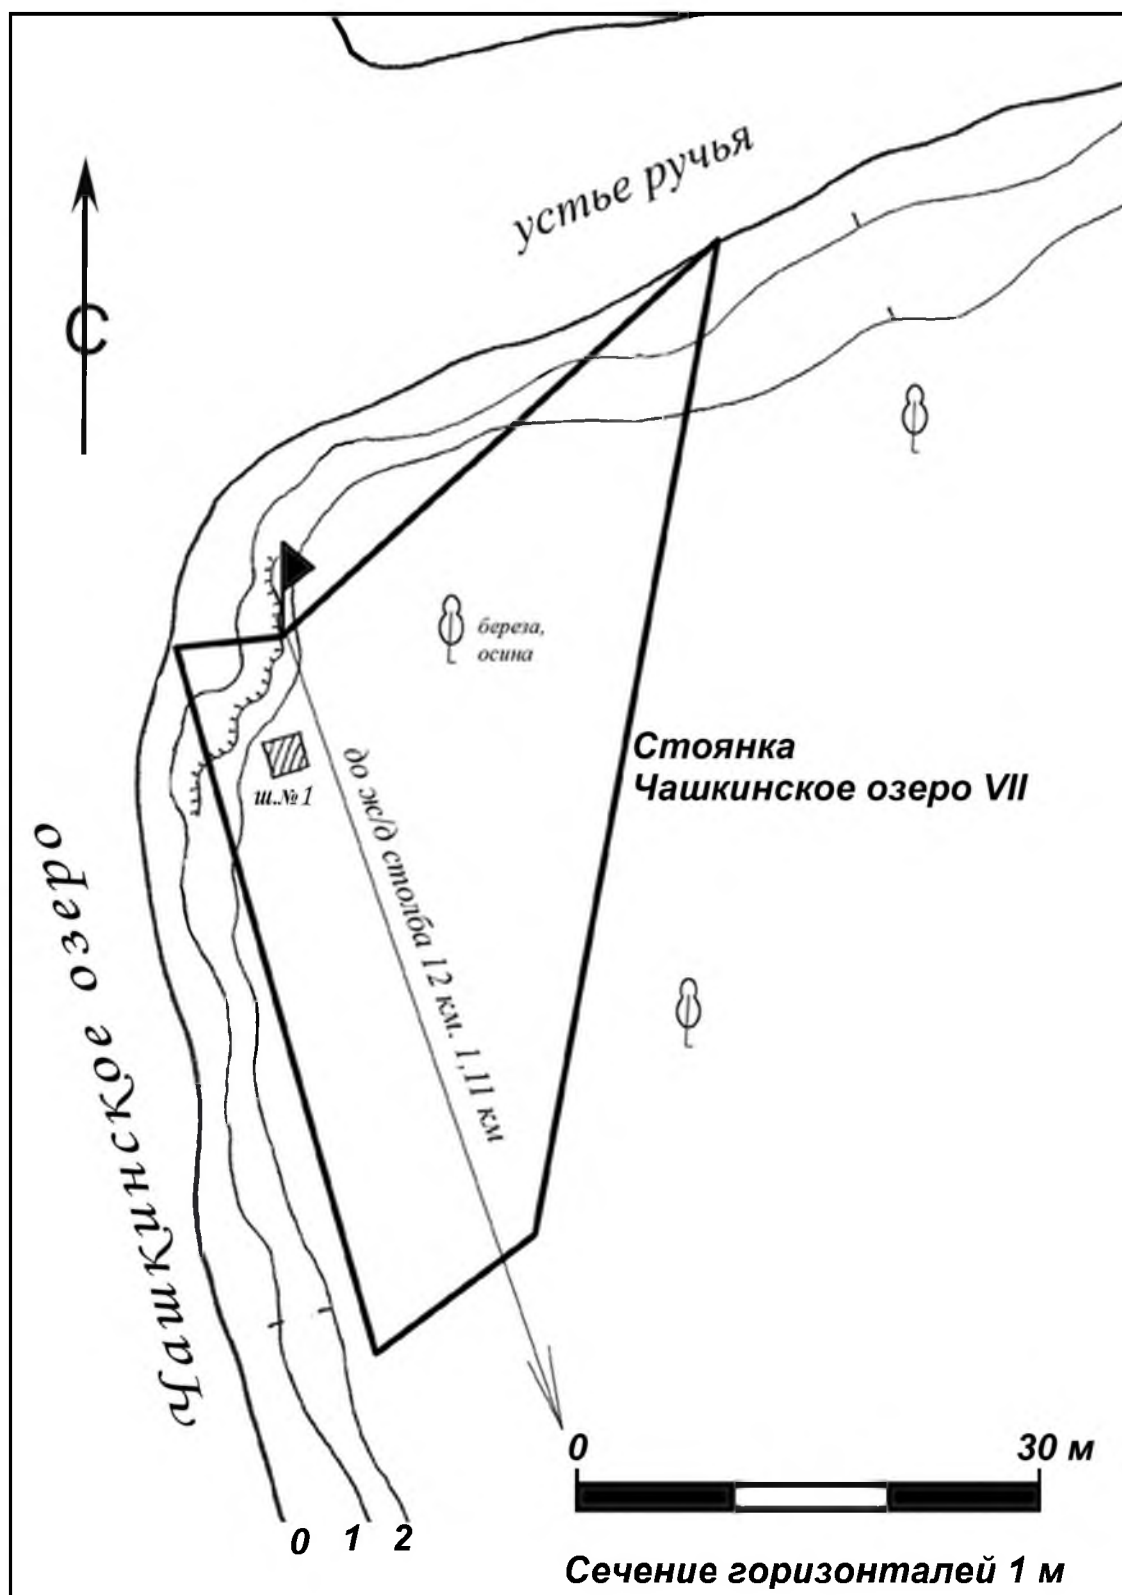 устье ручья
С
береза,
осина
Стоянка
Чашкинское озеро VII
ш.№1
до ж/д столба 12 км. 1,11 км
Чашкинское озеро
0 30 м
0 1 2
Сечение горизонталей 1 м